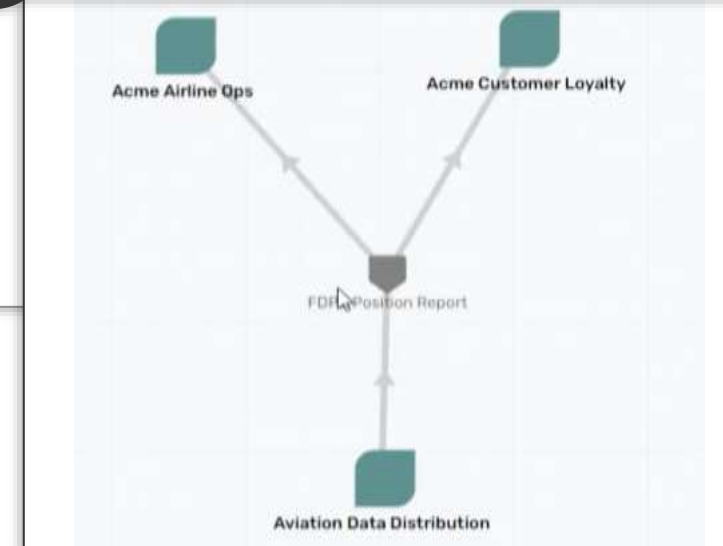 Acme Airline Ops
Acme Customer Loyalty
Position Report
Aviation Data Distribution